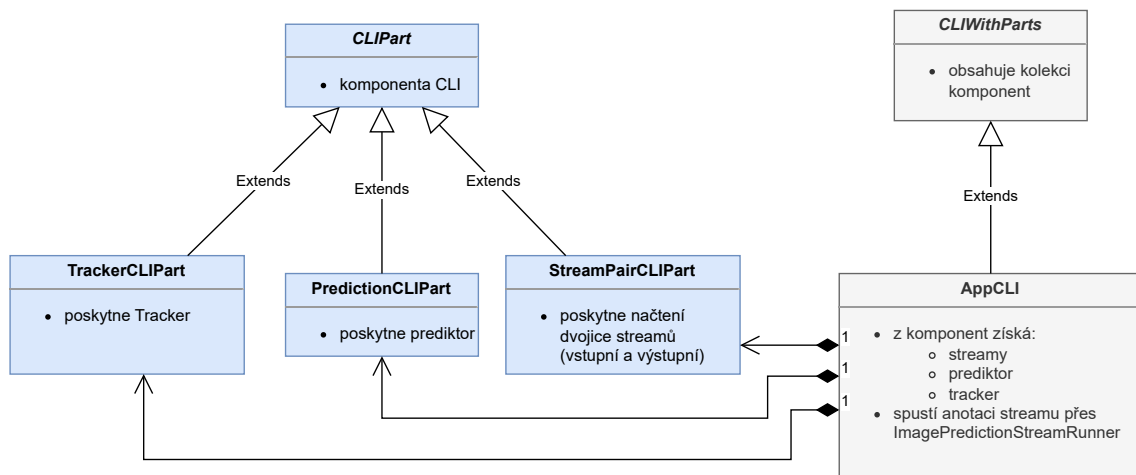 CLIPart
• komponenta CLI
CLIWithParts
• obsahuje kolekci
komponent
Extends
Extends
Extends
Extends
TrackerCLIPart
• poskytne Tracker
PredictionCLIPart
• poskytne prediktor
StreamPairCLIPart
• poskytne načtení
dvojice streamů
(vstupní a výstupní)
AppCLI
• z komponent získá:
○ streamy
○ prediktor
○ tracker
• spustí anotaci streamu přes
ImagePredictionStreamRunner
1
1
1